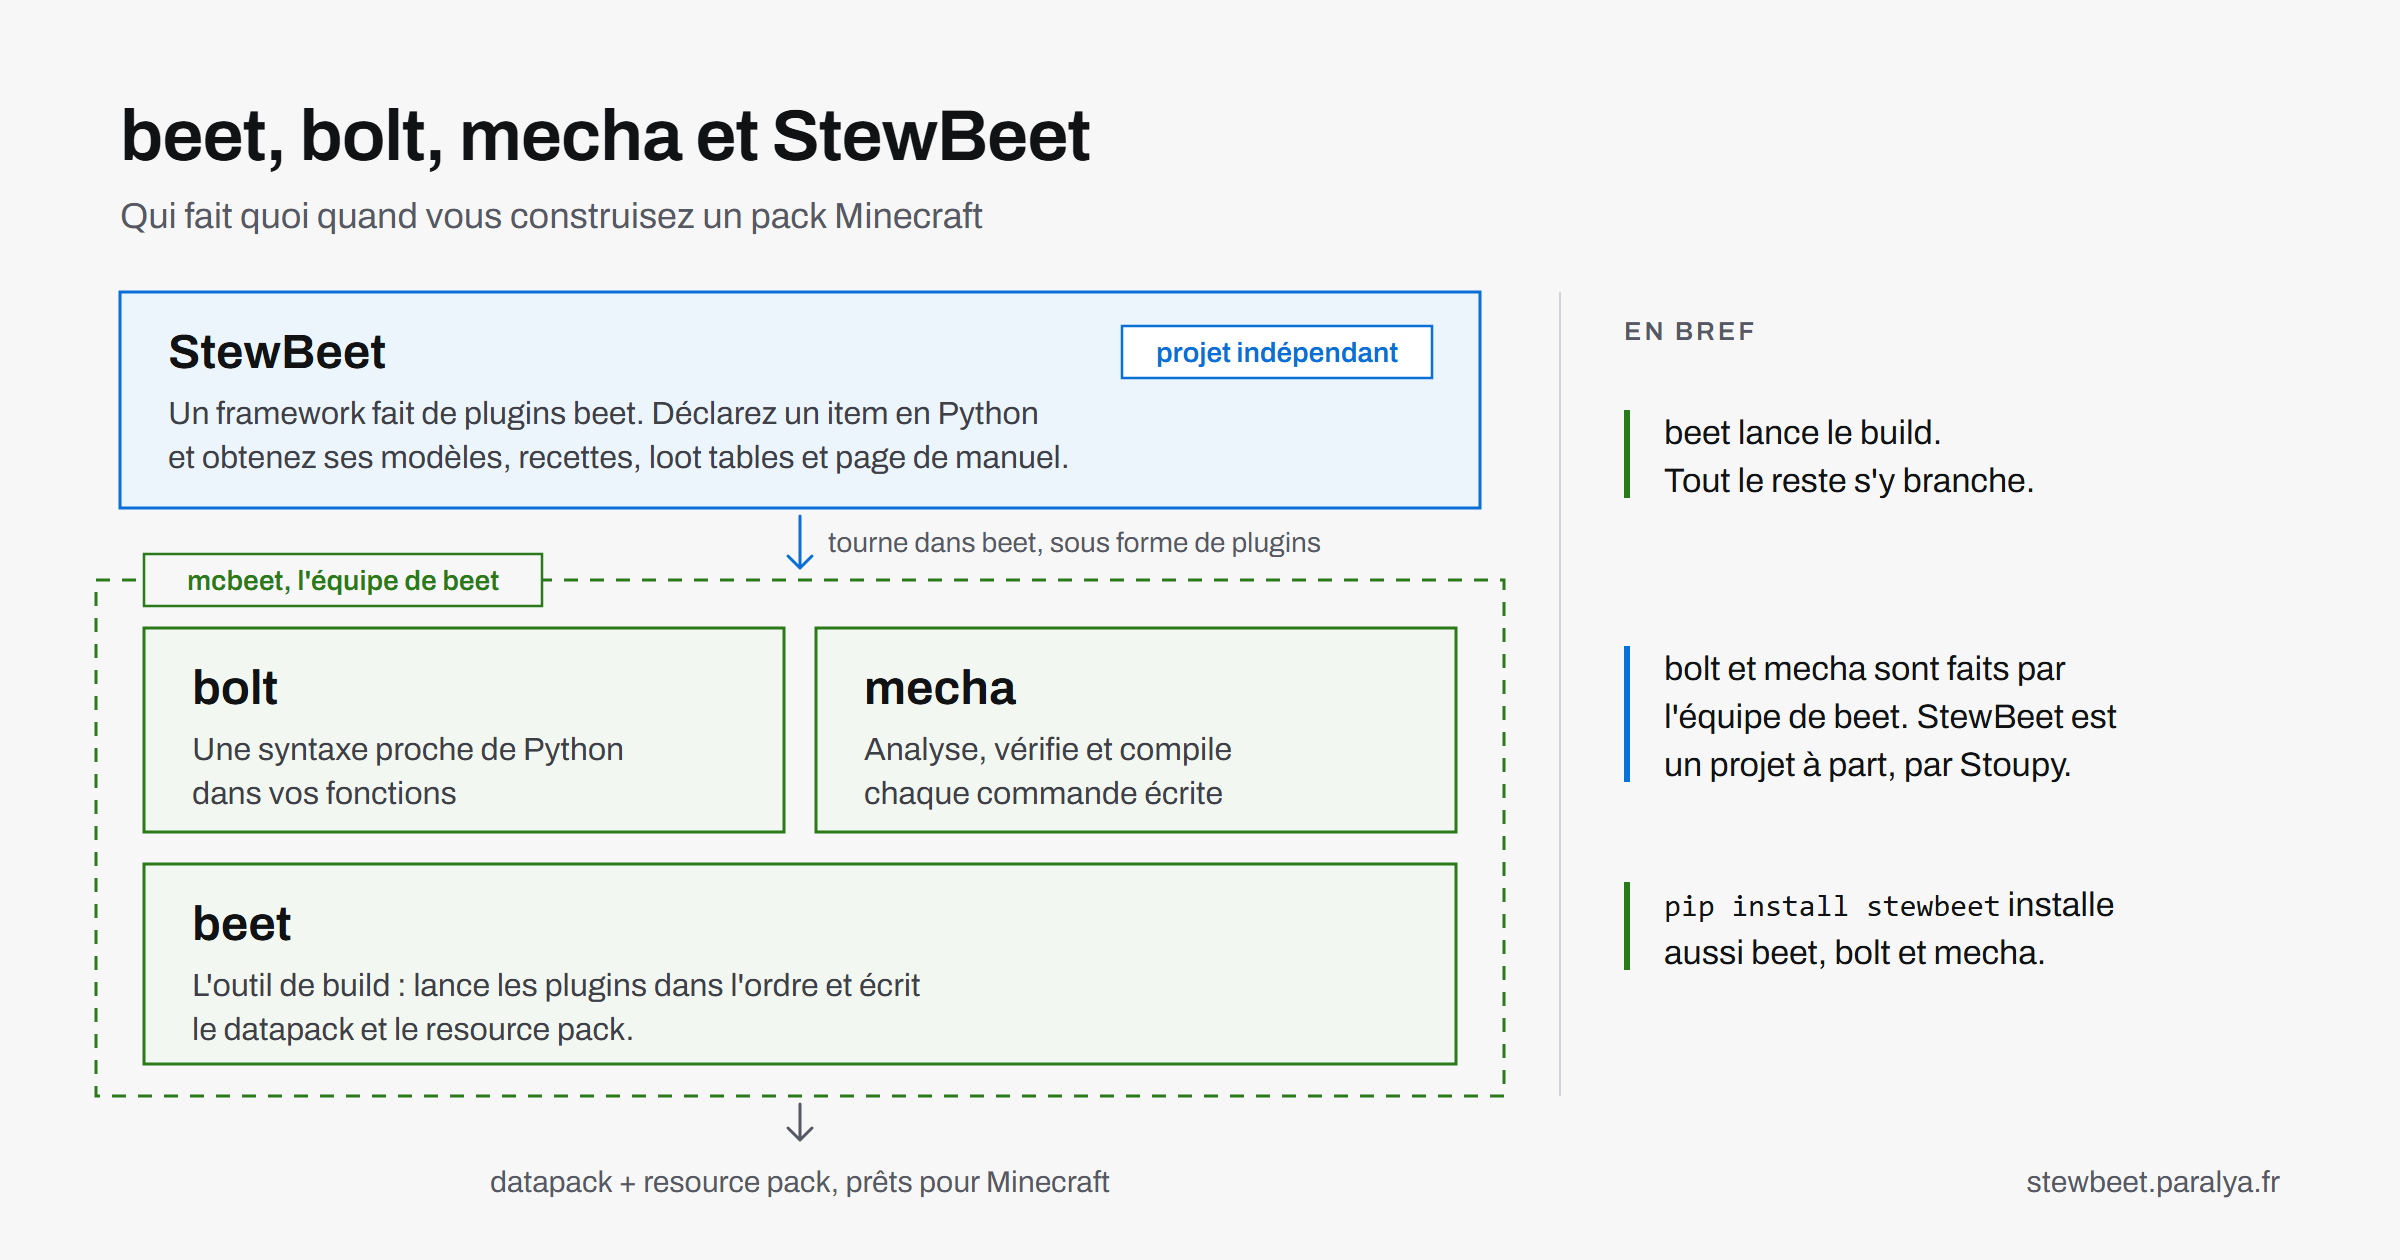 beet, bolt, mecha et StewBeet
Qui fait quoi quand vous construisez un pack Minecraft
StewBeet
projet indépendant
Un framework fait de plugins beet. Déclarez un item en Python
et obtenez ses modèles, recettes, loot tables et page de manuel.
tourne dans beet, sous forme de plugins
mcbeet, l'équipe de beet
bolt
Une syntaxe proche de Python
dans vos fonctions
mecha
Analyse, vérifie et compile
chaque commande écrite
beet
L'outil de build : lance les plugins dans l'ordre et écrit
le datapack et le resource pack.
datapack + resource pack, prêts pour Minecraft
EN BREF
beet lance le build.
Tout le reste s'y branche.
bolt et mecha sont faits par
l'équipe de beet. StewBeet est
un projet à part, par Stoupy.
pip install stewbeet installe
aussi beet, bolt et mecha.
stewbeet.paralya.fr